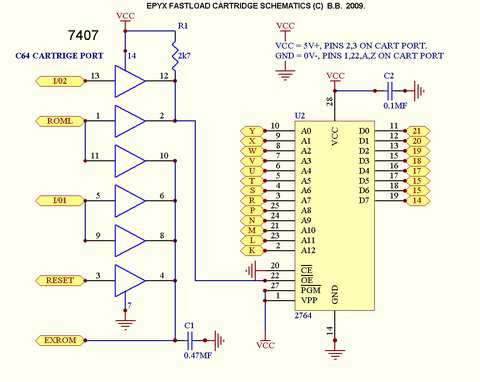 EPYX FASTLOAD CARTRIDGE SCHEMATICS (C) B.B. 2009.
7407
C64 CARTRIGE PORT
VCC
R1
2k7
14
I/02 13 12
ROML 1 2
11 10
I/01 5 6
9 8
RESET 3 4
7
EXROM
C1
0.47MF
VCC
VCC = 5V+, PINS 2,3 ON CART PORT.
GND = 0V-, PINS 1,22,A,Z ON CART PORT
VCC
C2
0.1MF
28
U2
VCC
Y 10 A0 D0 11 21
X 9 A1 D1 12 20
W 8 A2 D2 13 19
V 7 A3 D3 15 18
U 6 A4 D4 16 17
T 5 A5 D5 17 15
S 4 A6 D6 18 15
R 3 A7 D7 19 14
P 25 A8
N 24 A9
M 21 A10
L 23 A11
K 2 A12
20 CE
22 OE
27 PGM
1 VPP
GND
2764
14
VCC